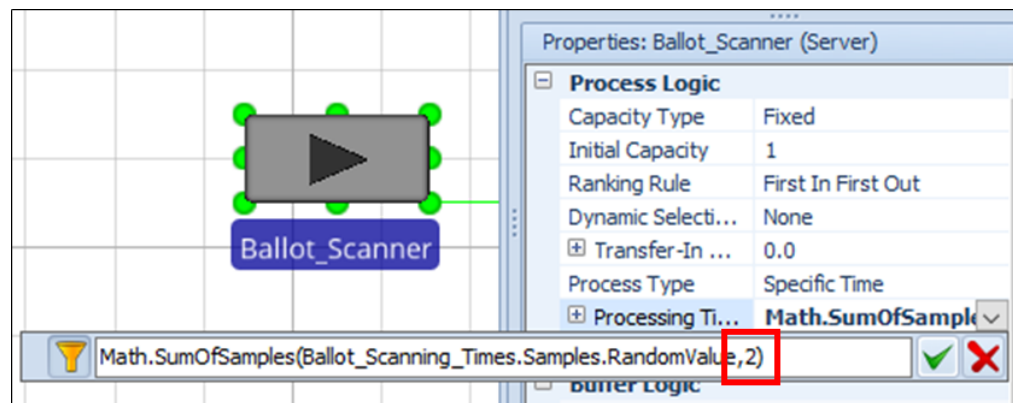 Properties: Ballot_Scanner (Server)
Process Logic
Capacity Type Fixed
Initial Capacity 1
Ranking Rule First In First Out
Dynamic Selecti... None
Transfer-In ... 0.0
Process Type Specific Time
Processing Ti... Math.SumOfSample
Ballot_Scanner
Math.SumOfSamples(Ballot_Scanning_Times.Samples.RandomValue,2)
Buffer Logic